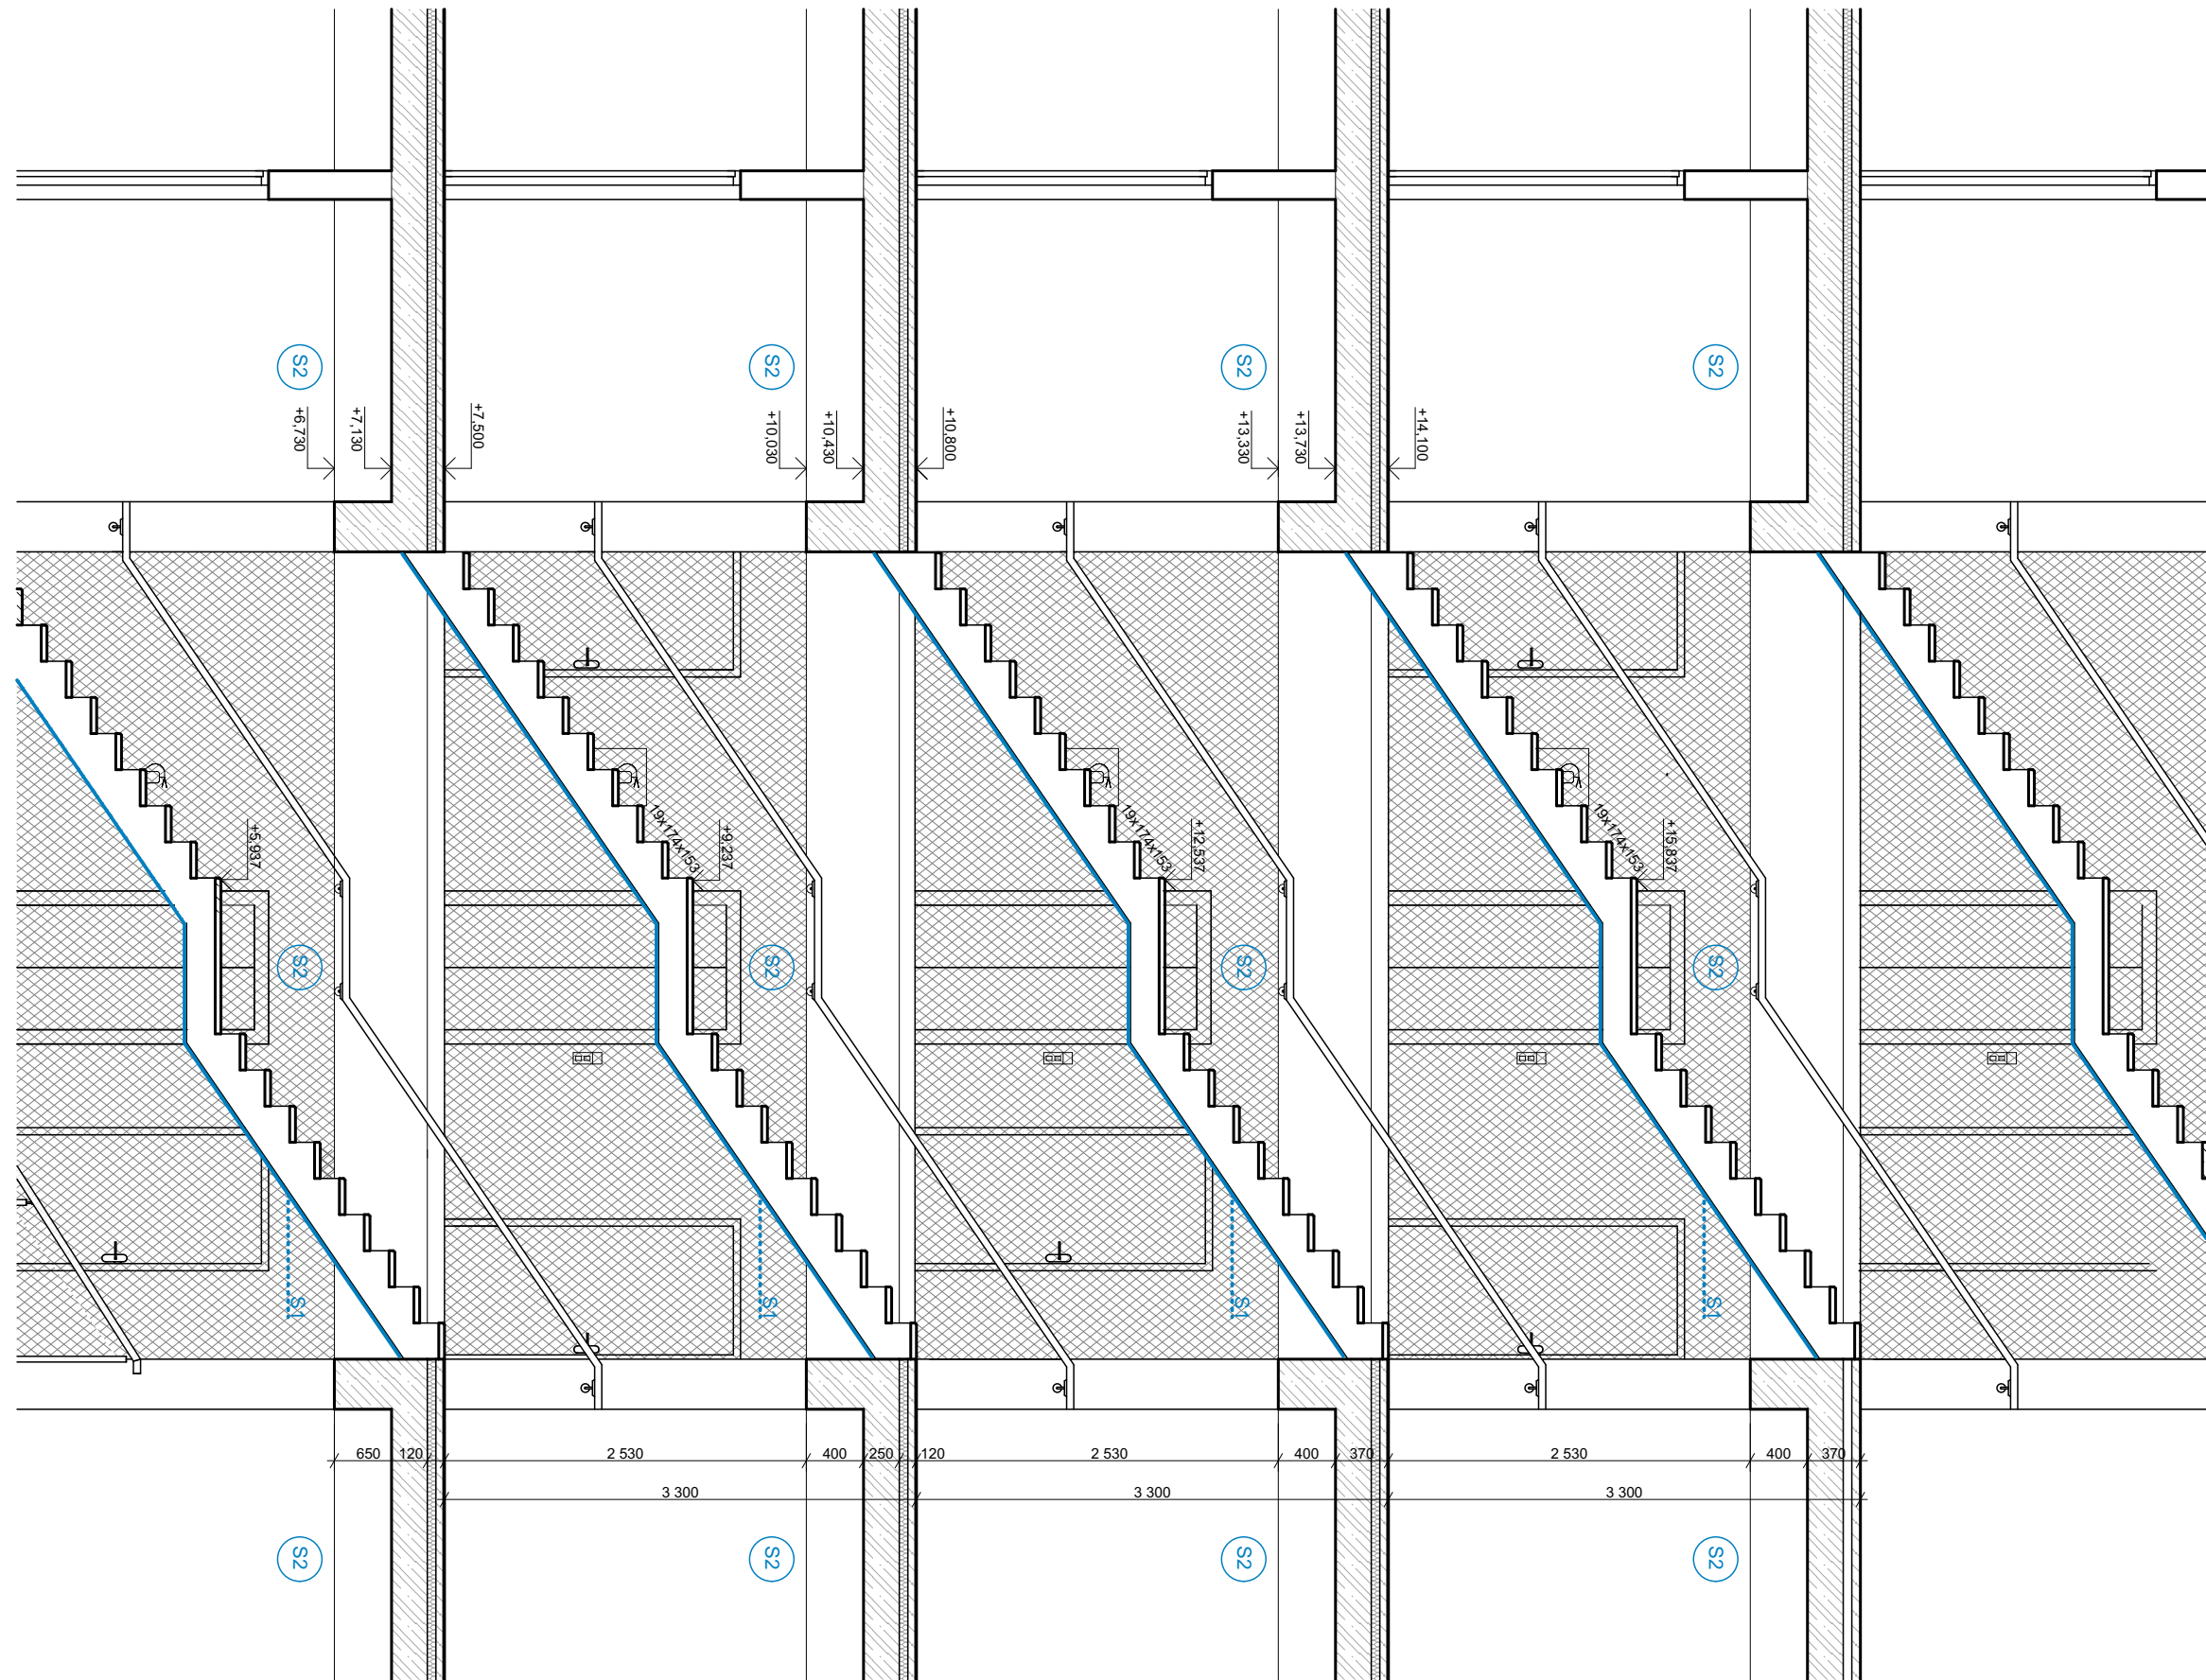 S2
S2
S2
S2
+6,730
+7,130
+7,500
+10,030
+10,430
+10,800
+13,330
+13,730
+14,100
+5,937
19x174x153
+9,237
19x174x153
+12,537
19x174x153
+15,837
S2
S2
S2
S2
S1
S1
S1
S1
650 120 2 530 400 250 120 2 530 400 370 2 530 400 370
3 300 3 300 3 300
S2
S2
S2
S2